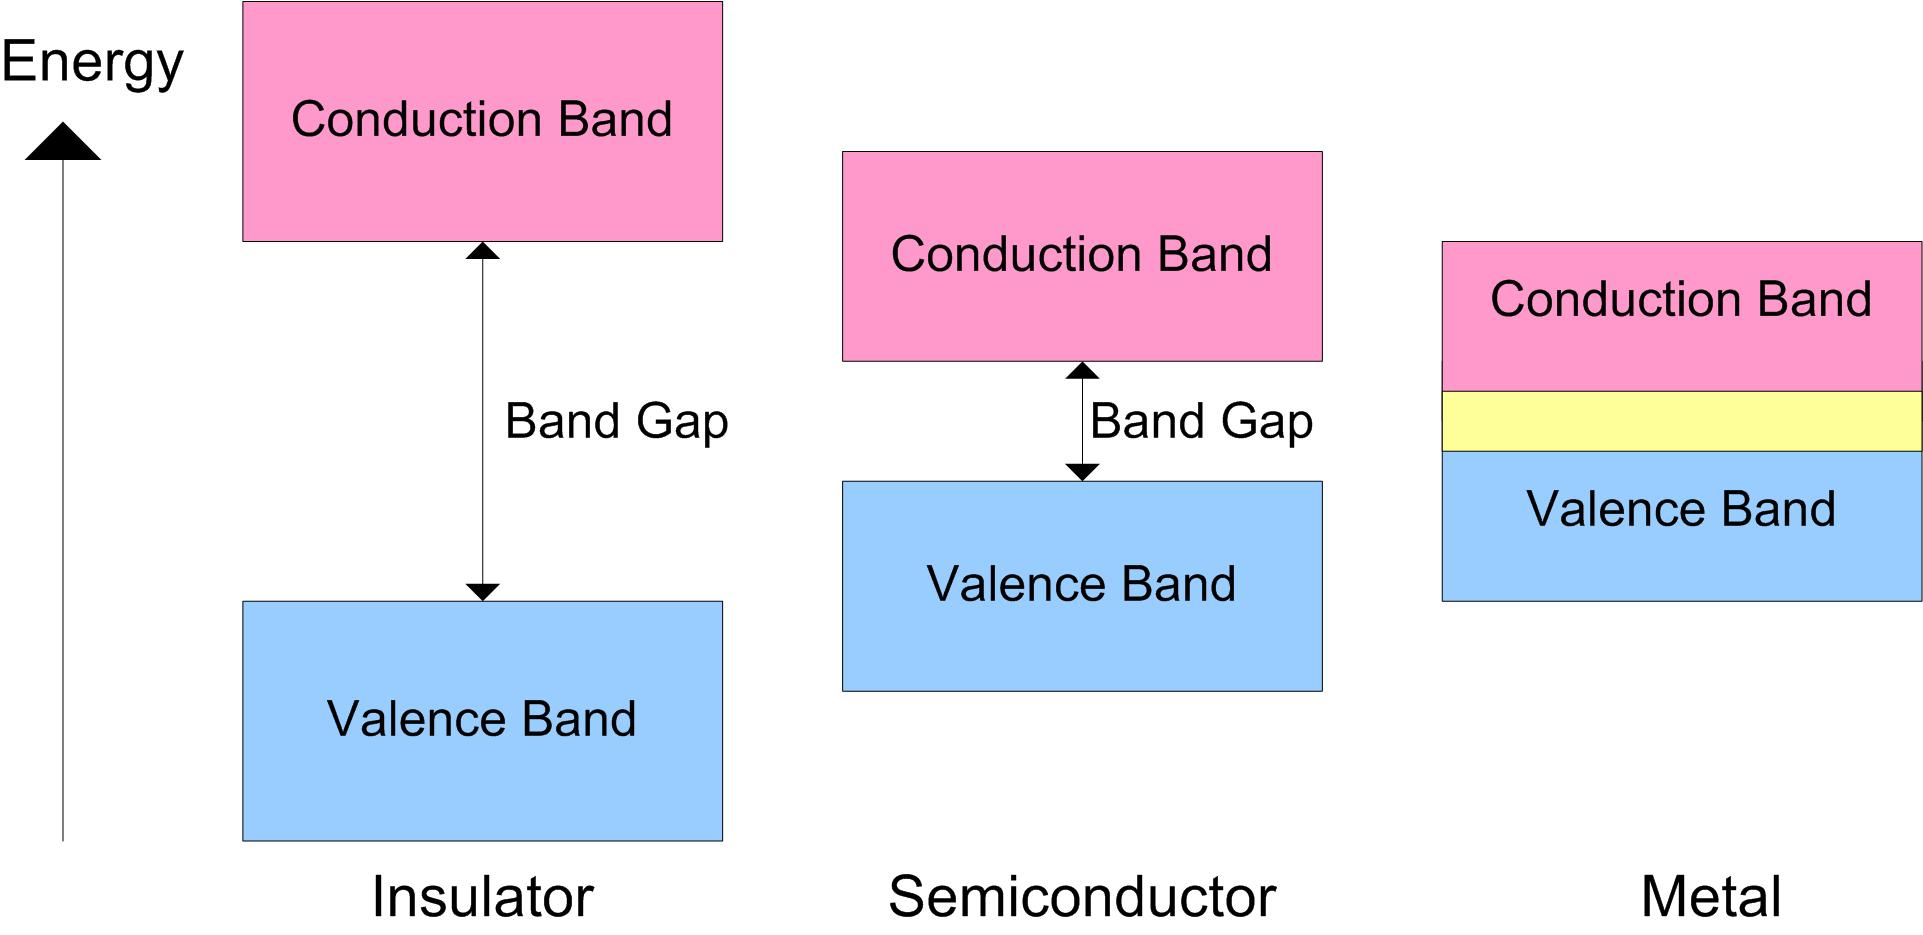 Energy
Conduction Band
Band Gap
Valence Band
Insulator
Conduction Band
Band Gap
Valence Band
Semiconductor
Conduction Band
Valence Band
Metal